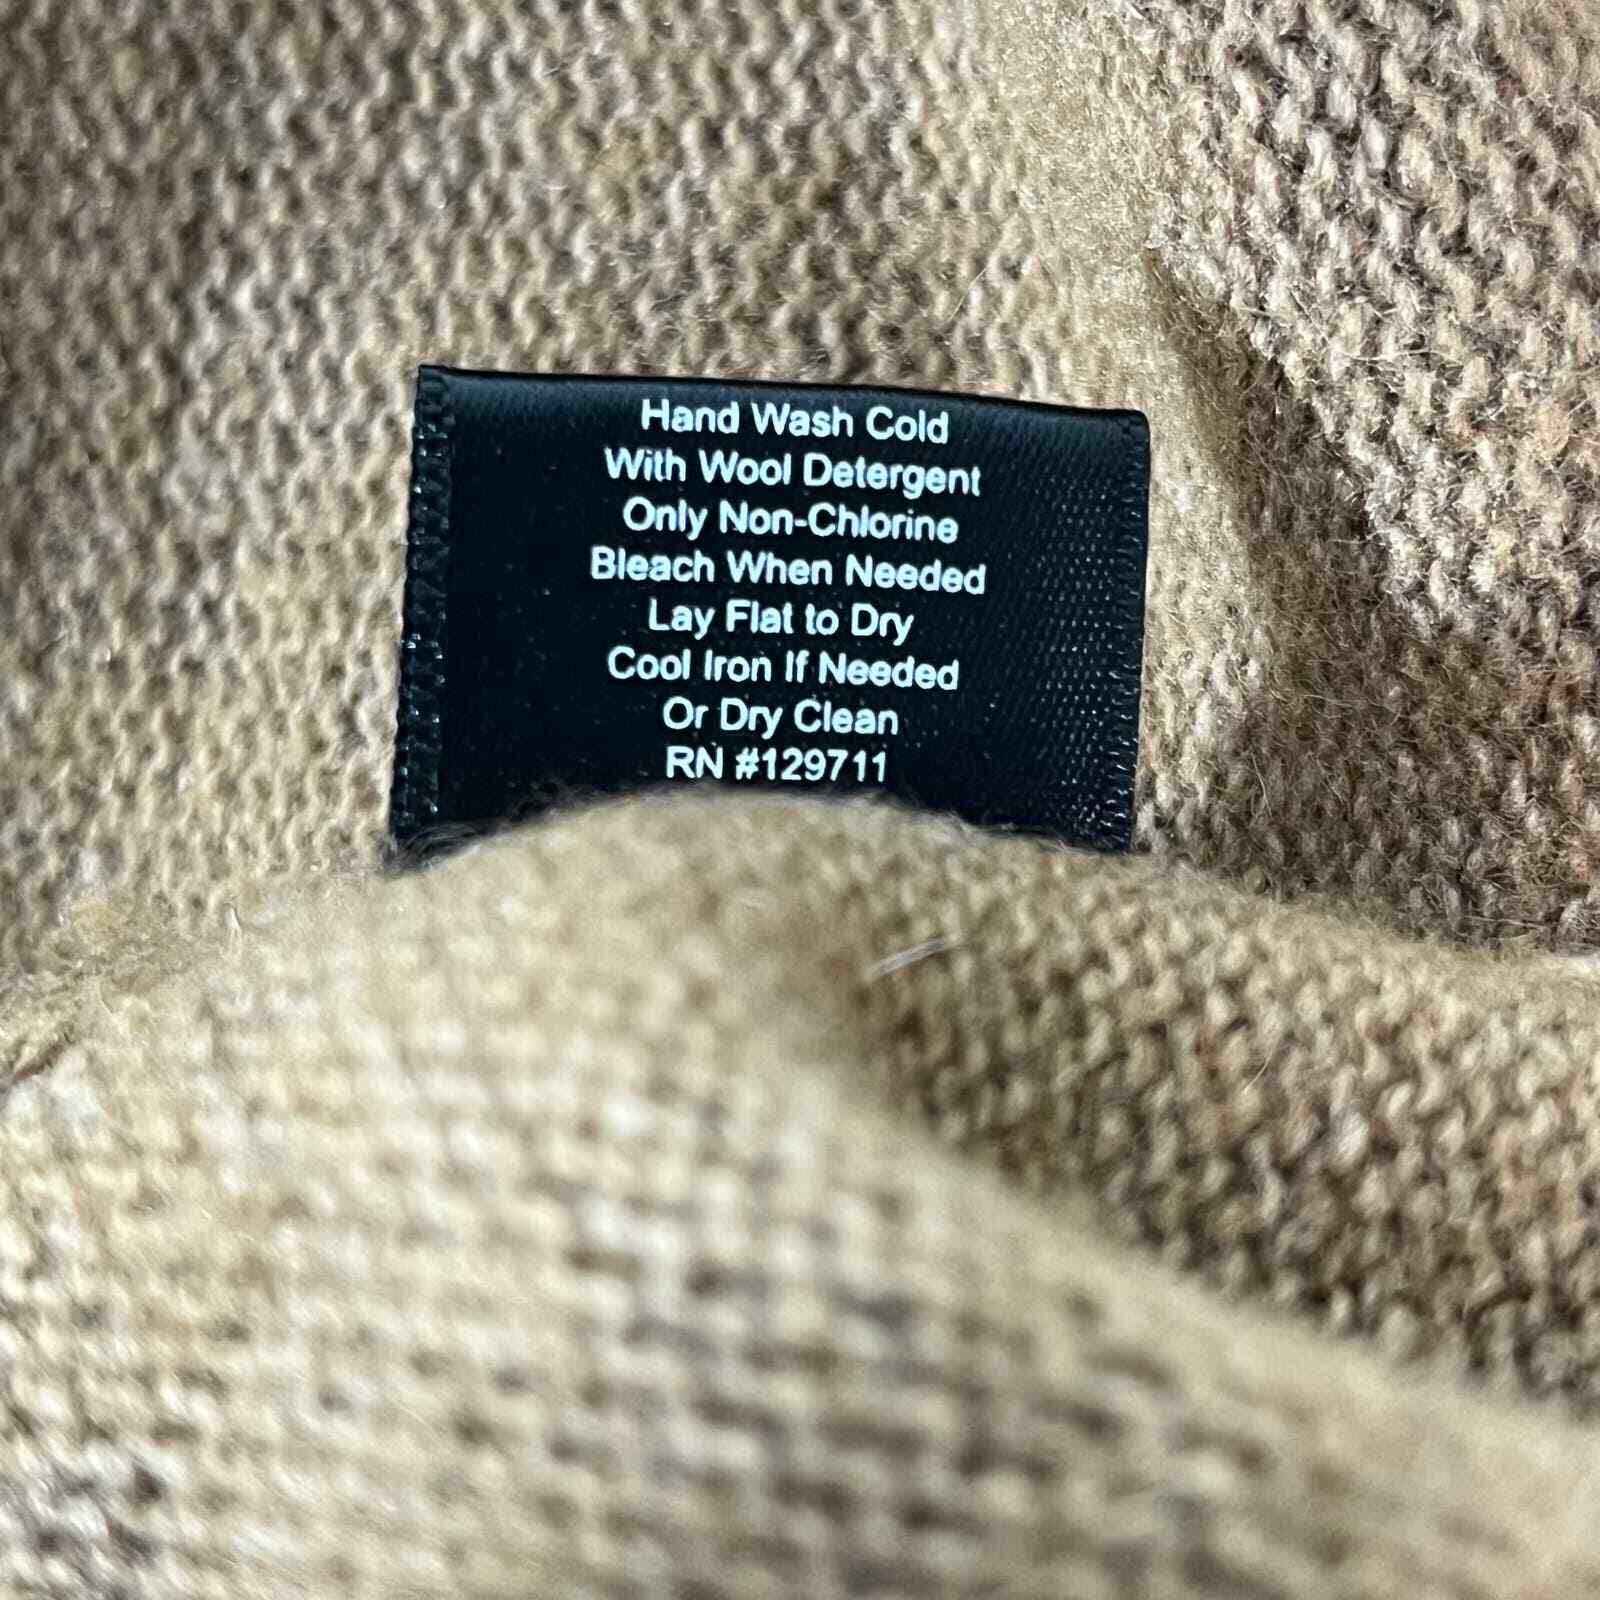 Hand Wash Cold
With Wool Detergent
Only Non-Chlorine
Bleach When Needed
Lay Flat to Dry
Cool Iron If Needed
Or Dry Clean
RN #129711